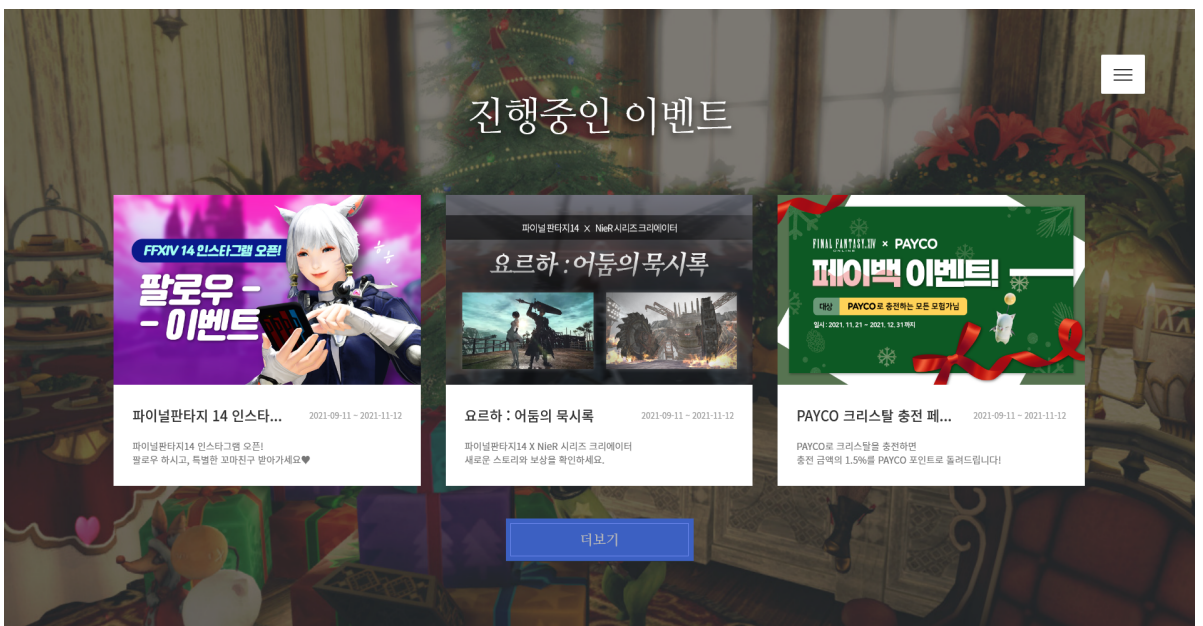 진행중인 이벤트
FFXIV 14 인스타그램 오픈!
팔로우 -
- 이벤트
파이널판타지 14 인스타...
2021-09-11 ~ 2021-11-12
파이널판타지14 인스타그램 오픈!
팔로우 하시고, 특별한 꼬마친구 받아가세요♥
파이널판타지14 X NieR시리즈크리에이터
요르하 : 어둠의 묵시록
요르하 : 어둠의 묵시록
2021-09-11 ~ 2021-11-12
파이널판타지14 X NieR 시리즈 크리에이터
새로운 스토리와 보상을 확인하세요.
FINAL FANTASY XIV ONLINE × PAYCO
페이백 이벤트!
대상 PAYCO로 충전하는 모든 모험가님
일시 : 2021. 11. 21 ~ 2021. 12. 31까지
PAYCO 크리스탈 충전 페...
2021-09-11 ~ 2021-11-12
PAYCO로 크리스탈을 충전하면
충전 금액의 1.5%를 PAYCO 포인트로 돌려드립니다!
더보기